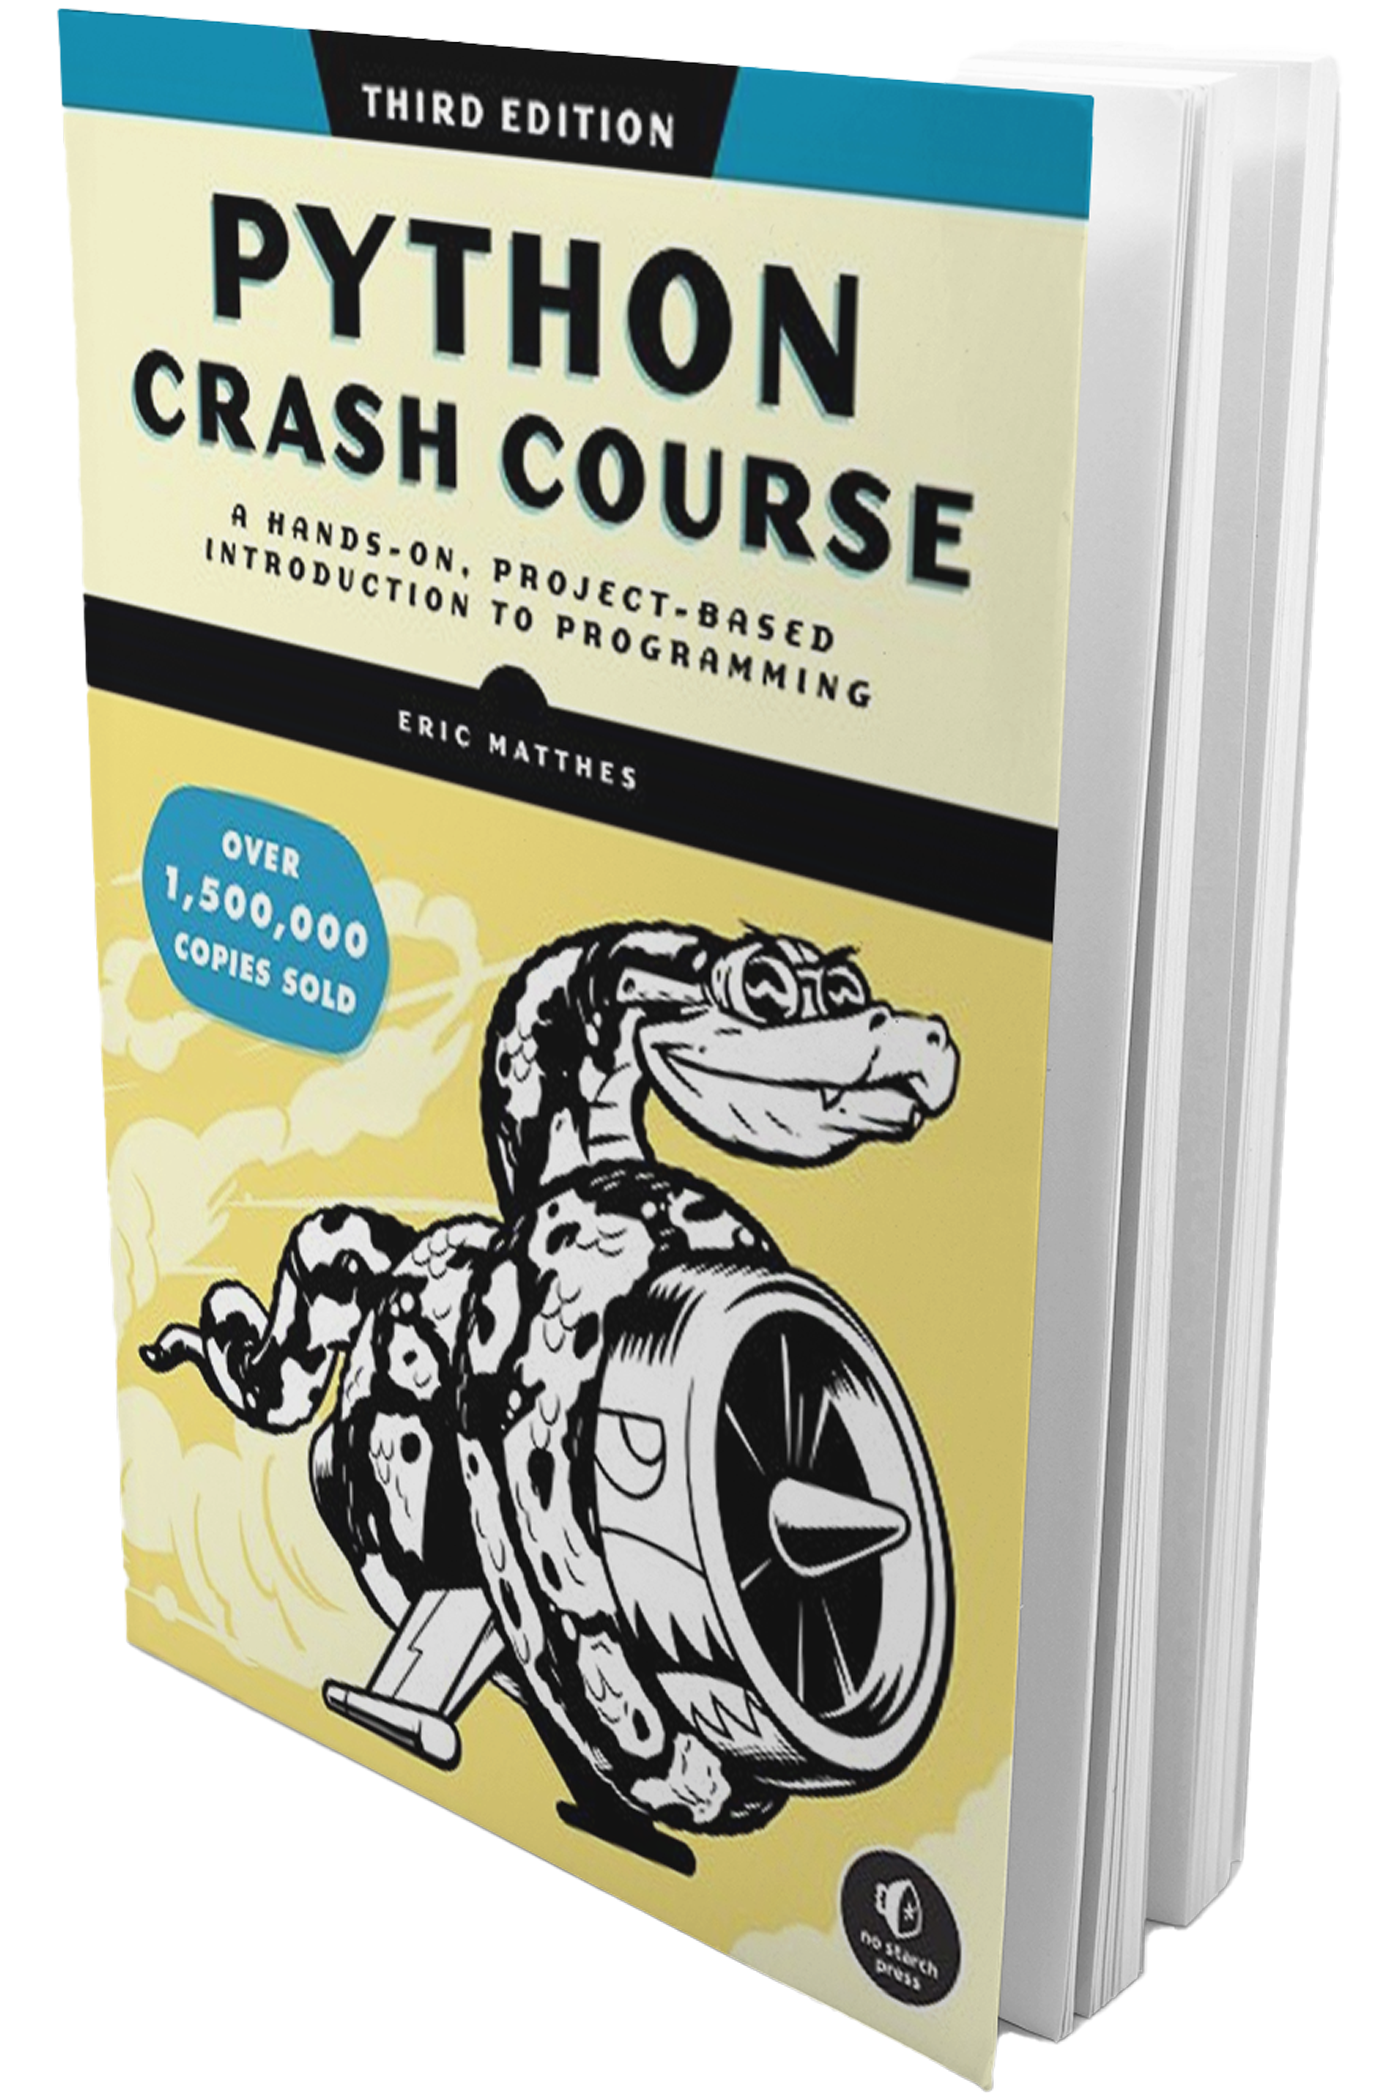 THIRD EDITION
PYTHON
CRASH COURSE
A HANDS-ON, PROJECT-BASED
INTRODUCTION TO PROGRAMMING
ERIC MATTHES
OVER
1,500,000
COPIES SOLD
no starch
press